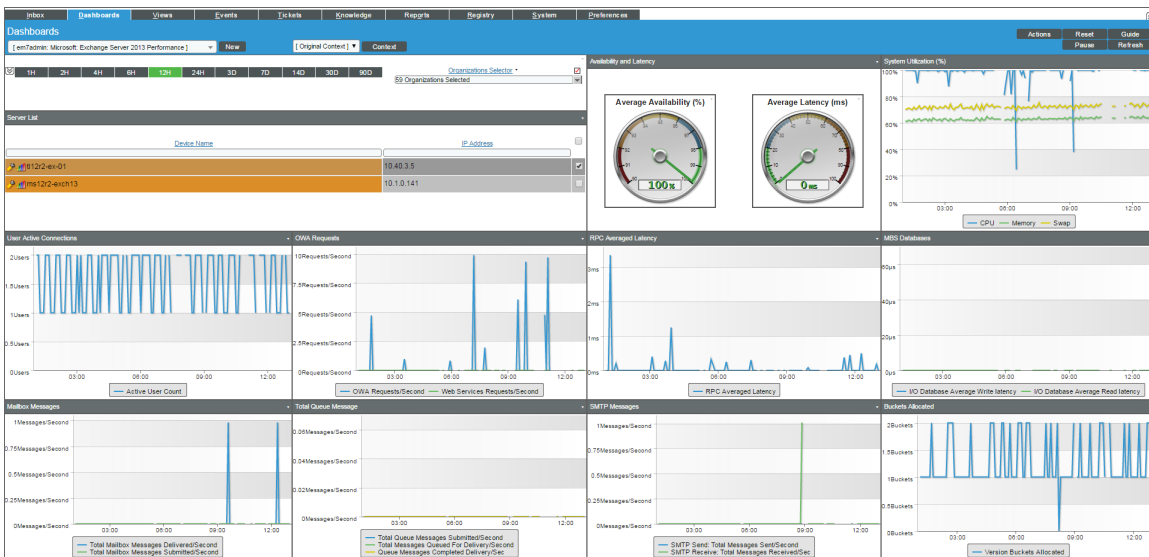 Inbox Dashboards Views Events Tickets Knowledge Reports Registry System Preferences
Dashboards
Actions Reset Guide
[ em7admin: Microsoft: Exchange Server 2013 Performance ] New [ Original Context ] Context
Pause Refresh
1H 2H 4H 6H 12H 24H 3D 7D 14D 30D 90D
Organizations Selector
59 Organizations Selected
Server List
Device Name IP Address
tl12r2-ex-01 10.40.3.5
ms12r2-exch13 10.1.0.141
Availability and Latency
Average Availability (%)
100 %
Average Latency (ms)
0 ms
System Utilization (%)
100%
80%
60%
40%
20%
0%
03:00 06:00 09:00 12:00
CPU Memory Swap
User Active Connections
2Users
1.5Users
1Users
0.5Users
0Users
03:00 06:00 09:00 12:00
Active User Count
OWA Requests
10Requests/Second
7.5Requests/Second
5Requests/Second
2.5Requests/Second
0Requests/Second
03:00 06:00 09:00 12:00
OWA Requests/Second Web Services Requests/Second
RPC Averaged Latency
3ms
2ms
1ms
0ms
03:00 06:00 09:00 12:00
RPC Averaged Latency
MBS Databases
60µs
40µs
20µs
0µs
03:00 06:00 09:00 12:00
I/O Database Average Write latency I/O Database Average Read latency
Mailbox Messages
1Messages/Second
0.75Messages/Second
0.5Messages/Second
0.25Messages/Second
0Messages/Second
03:00 06:00 09:00 12:00
Total Mailbox Messages Delivered/Second
Total Mailbox Messages Submitted/Second
Total Queue Message
0.06Messages/Second
0.04Messages/Second
0.02Messages/Second
0Messages/Second
03:00 06:00 09:00 12:00
Total Queue Messages Submitted/Second
Total Messages Queued For Delivery/Sec
Queue Messages Completed Delivery/Sec
SMTP Messages
1Messages/Second
0.75Messages/Second
0.5Messages/Second
0.25Messages/Second
0Messages/Second
03:00 06:00 09:00 12:00
SMTP Send: Total Messages Sent/Second
SMTP Receive: Total Messages Received/Sec
Buckets Allocated
2Buckets
1.5Buckets
1Buckets
0.5Buckets
0Buckets
03:00 06:00 09:00 12:00
Version Buckets Allocated